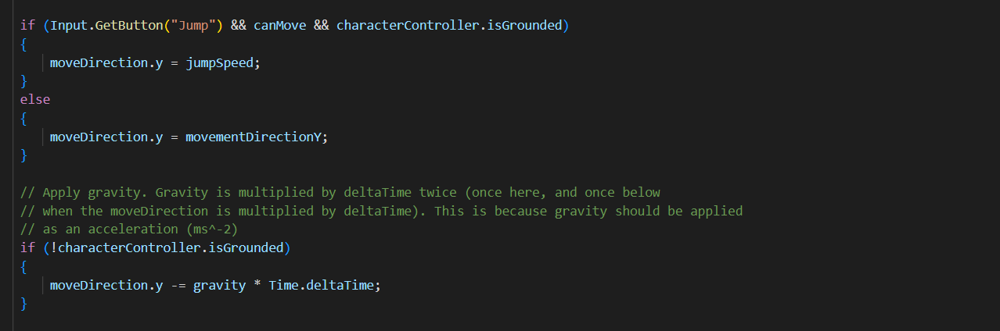 if (Input.GetButton("Jump") && canMove && characterController.isGrounded)
{
moveDirection.y = jumpSpeed;
}
else
{
moveDirection.y = movementDirectionY;
}
// Apply gravity. Gravity is multiplied by deltaTime twice (once here, and once below
// when the moveDirection is multiplied by deltaTime). This is because gravity should be applied
// as an acceleration (ms^-2)
if (!characterController.isGrounded)
{
moveDirection.y -= gravity * Time.deltaTime;
}